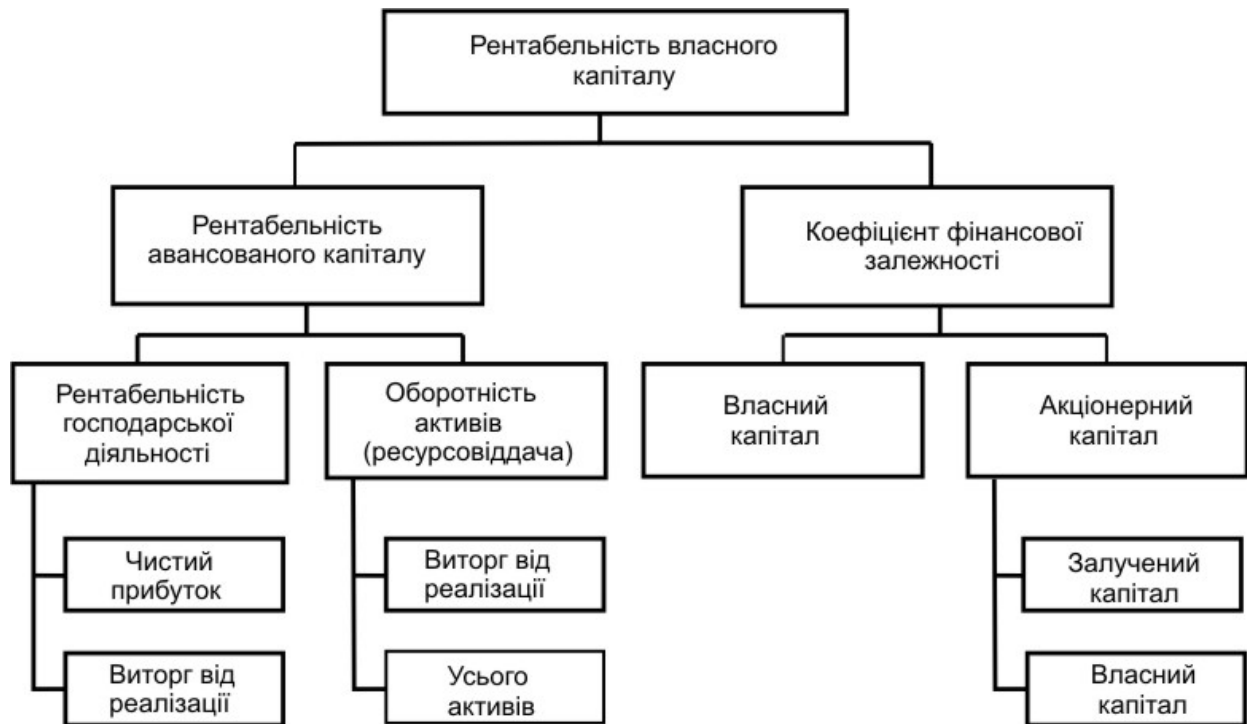 Рентабельність власного
капіталу
Рентабельність
авансованого капіталу
Коефіцієнт фінансової
залежності
Рентабельність
господарської
діяльності
Оборотність
активів
(ресурсовіддача)
Власний
капітал
Акціонерний
капітал
Чистий
прибуток
Виторг від
реалізації
Залучений
капітал
Виторг від
реалізації
Усього
активів
Власний
капітал